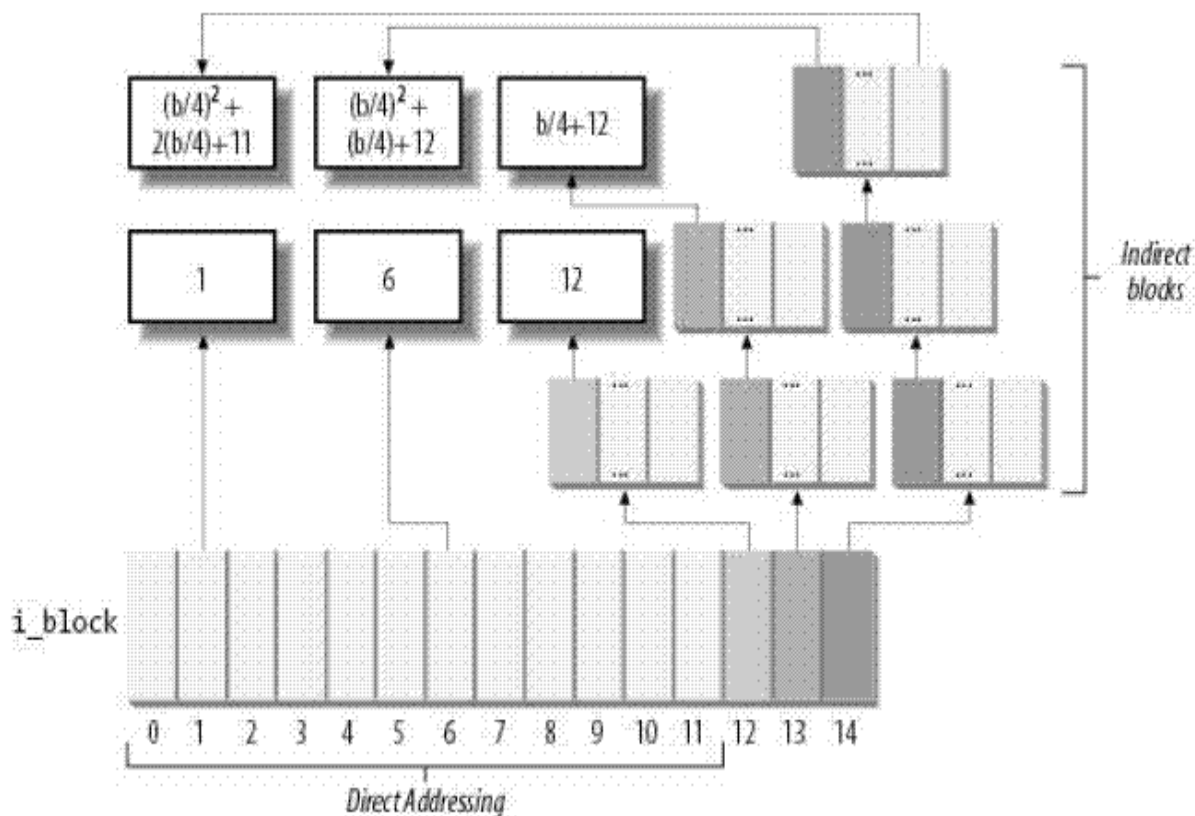 (b/4)² +
2(b/4)+11
(b/4)² +
(b/4)+12
b/4+12
...
...
1
6
12
...
...
...
...
Indirect
blocks
...
...
...
...
...
...
i_block
0 1 2 3 4 5 6 7 8 9 10 11 12 13 14
Direct Addressing